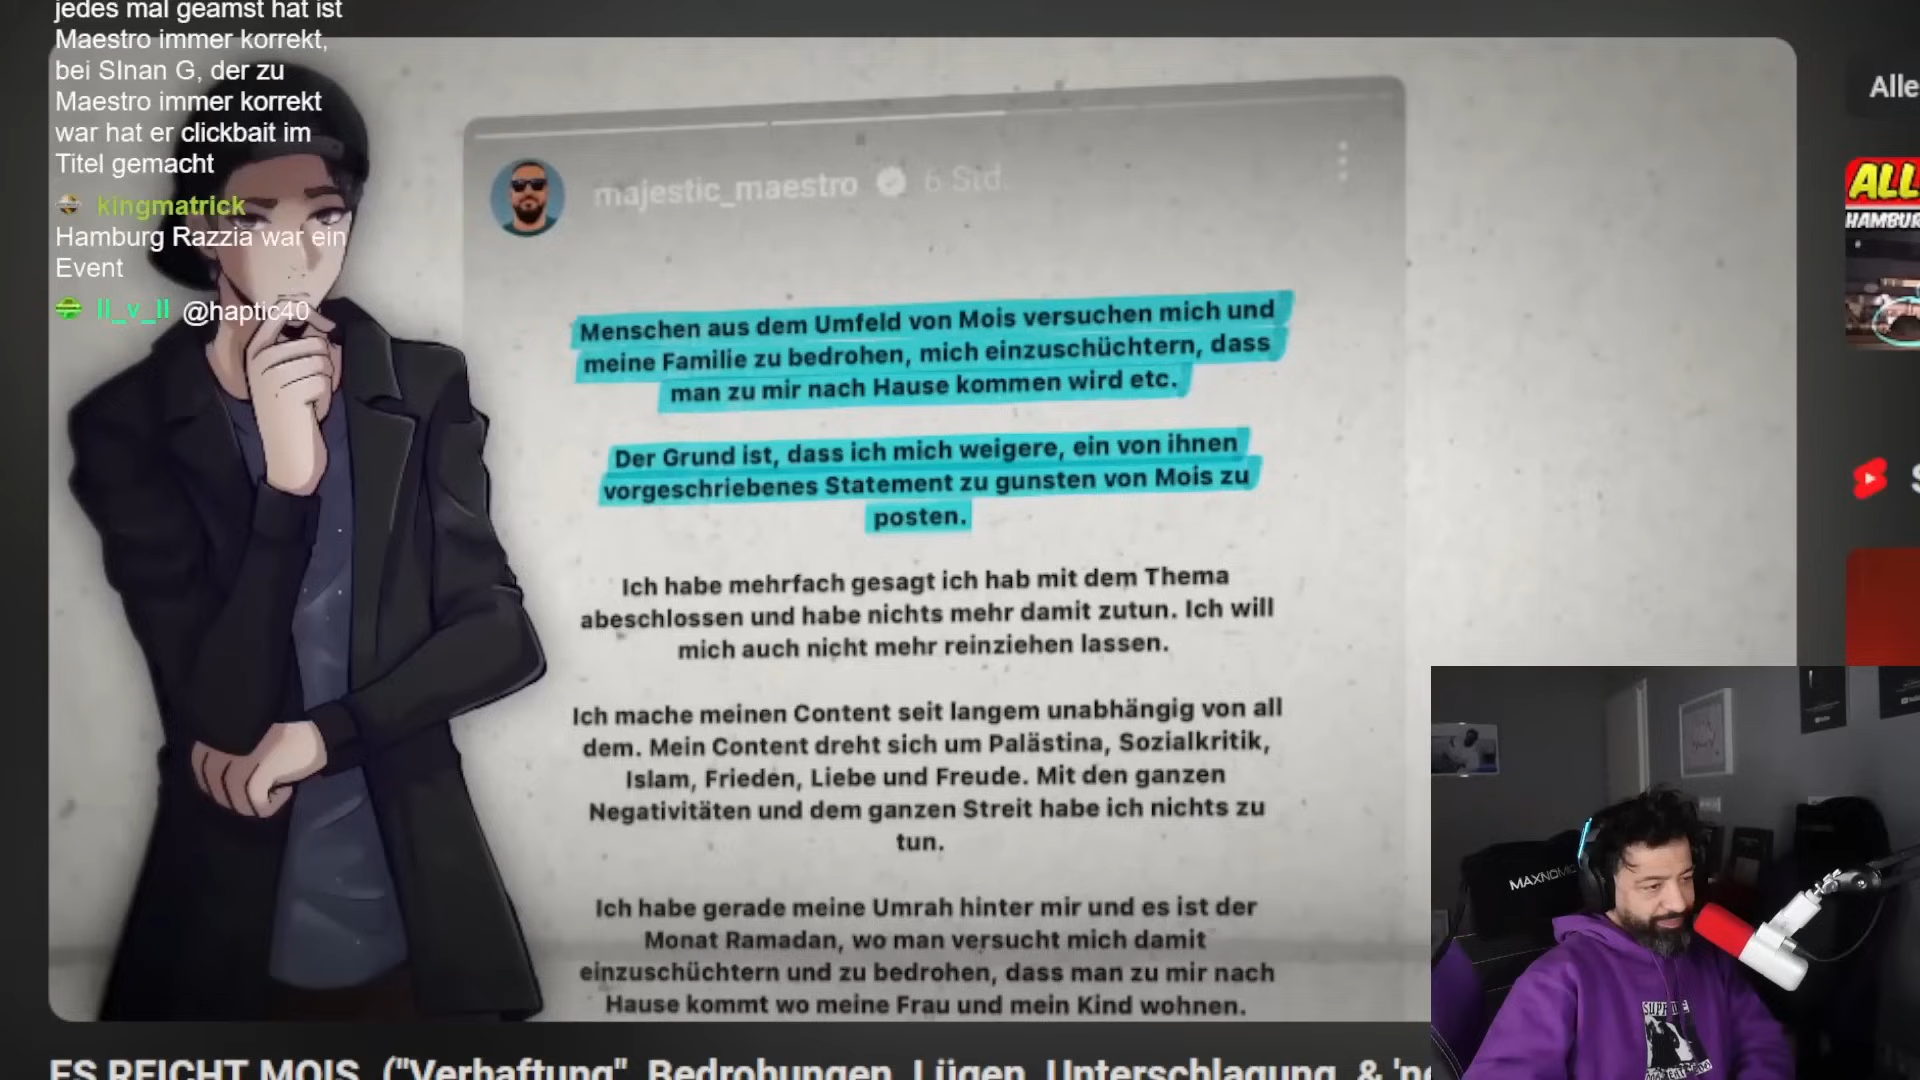 jedes mal geamst hat ist
Maestro immer korrekt,
bei SInan G, der zu
Maestro immer korrekt
war hat er clickbait im
Titel gemacht
kingmatrick
Hamburg Razzia war ein
Event
ll_v_ll @haptic40
majestic_maestro 6 Std.
Menschen aus dem Umfeld von Mois versuchen mich und
meine Familie zu bedrohen, mich einzuschüchtern, dass
man zu mir nach Hause kommen wird etc.
Der Grund ist, dass ich mich weigere, ein von ihnen
vorgeschriebenes Statement zu gunsten von Mois zu
posten.
Ich habe mehrfach gesagt ich hab mit dem Thema
abeschlossen und habe nichts mehr damit zutun. Ich will
mich auch nicht mehr reinziehen lassen.
Ich mache meinen Content seit langem unabhängig von all
dem. Mein Content dreht sich um Palästina, Sozialkritik,
Islam, Frieden, Liebe und Freude. Mit den ganzen
Negativitäten und dem ganzen Streit habe ich nichts zu
tun.
Ich habe gerade meine Umrah hinter mir und es ist der
Monat Ramadan, wo man versucht mich damit
einzuschüchtern und zu bedrohen, dass man zu mir nach
Hause kommt wo meine Frau und mein Kind wohnen.
ES REICHT MOIS. ("Verhaftung", Bedrohungen, Lügen, Unterschlagung, &
Alle
ALL
HAMBUR
MAXNOMIC